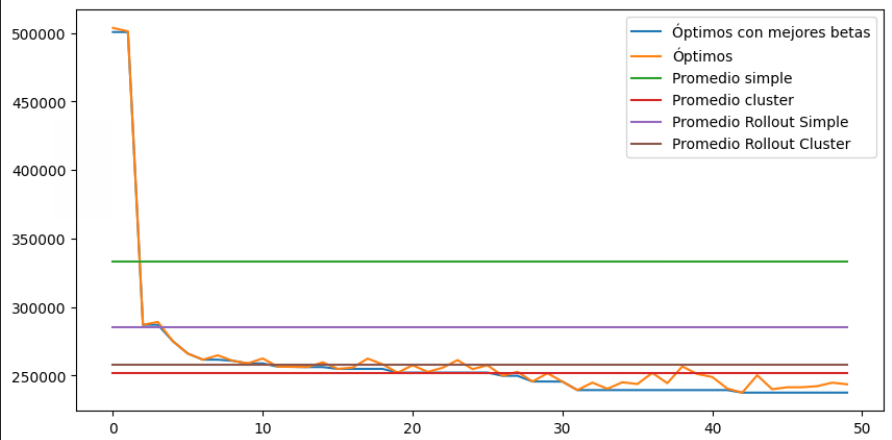 500000
450000
400000
350000
300000
250000
0
10
20
30
40
50
Óptimos con mejores betas
Óptimos
Promedio simple
Promedio cluster
Promedio Rollout Simple
Promedio Rollout Cluster